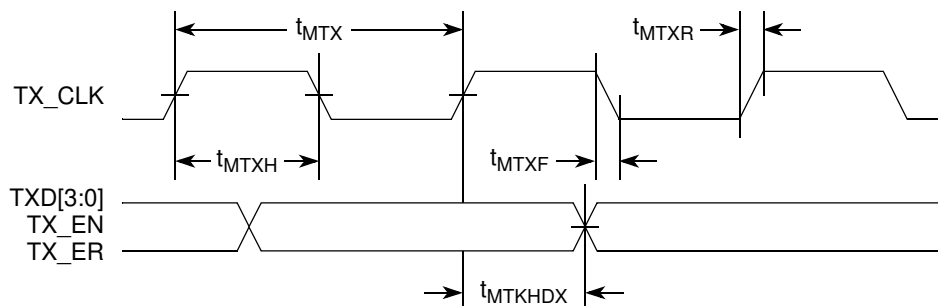 tMTX
tMTXR
TX_CLK
tMTXH
tMTXF
TXD[3:0]
TX_EN
TX_ER
tMTKHDX